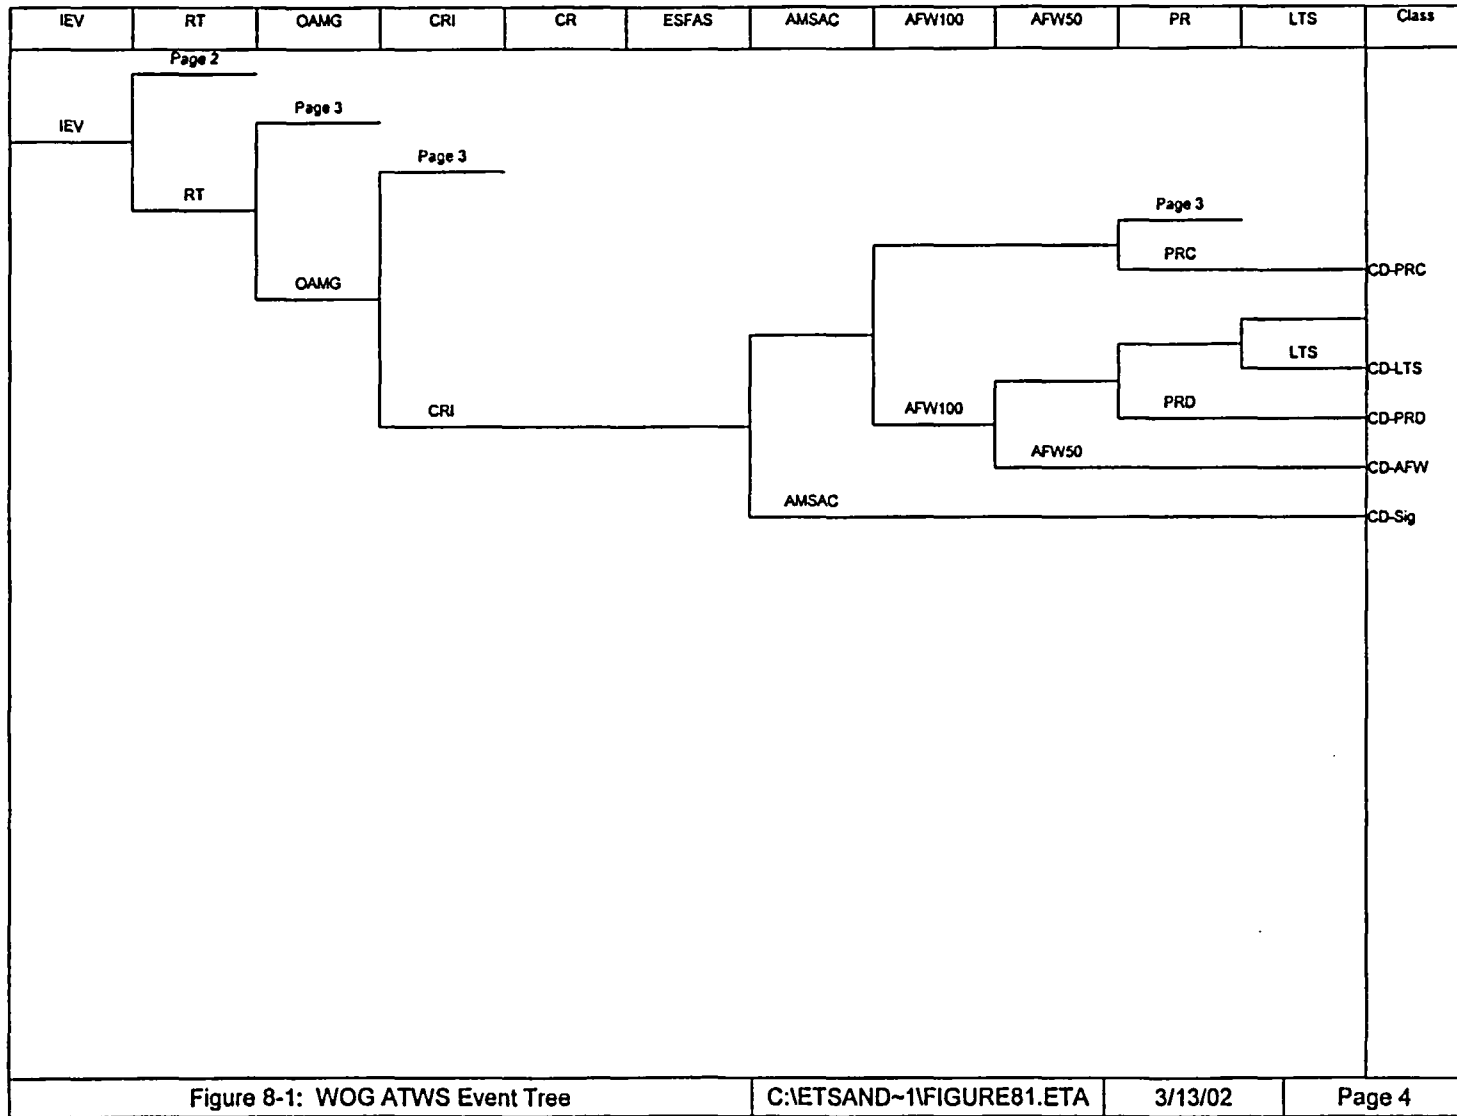 IEV RT OAMG CRI CR ESFAS AMSAC AFW100 AFW50 PR LTS Class
Page 2
Page 3
IEV
Page 3
RT
Page 3
PRC
CD-PRC
OAMG
LTS
CD-LTS
CRI
AFW100
PRD
CD-PRD
AFW50
CD-AFW
AMSAC
CD-Sig
Figure 8-1: WOG ATWS Event Tree C:\ETSAND~1\FIGURE81.ETA 3/13/02 Page 4